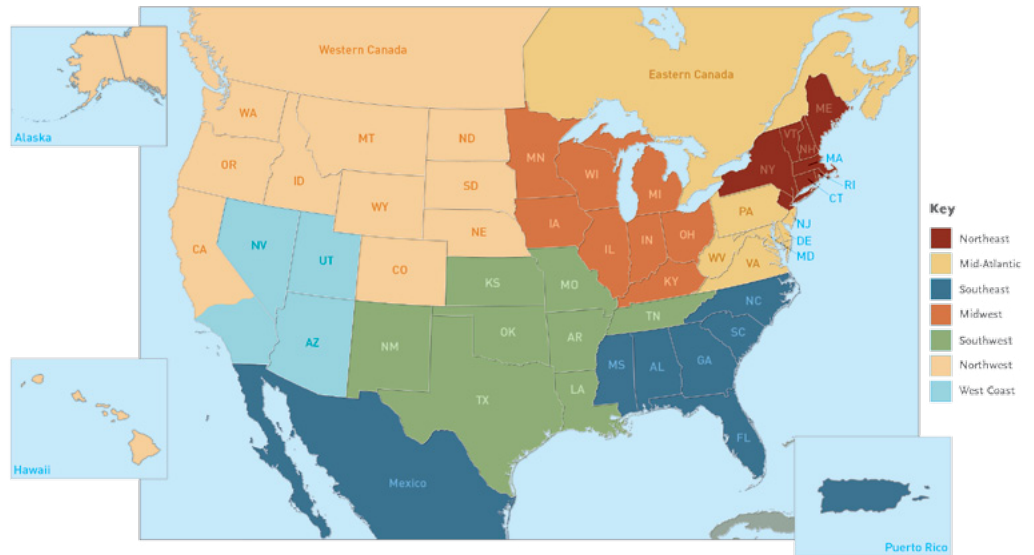 Western Canada
Eastern Canada
Alaska
WA
MT
ND
MN
ME
VT
NH
OR
ID
SD
WI
MI
NY
MA
RI
CT
WY
NE
IA
PA
NJ
DE
MD
CA
NV
UT
CO
IL
IN
OH
WV
VA
KS
MO
KY
AZ
NM
OK
AR
TN
NC
SC
TX
LA
MS
AL
GA
FL
Mexico
Hawaii
Puerto Rico
Key
Northeast
Mid-Atlantic
Southeast
Midwest
Southwest
Northwest
West Coast